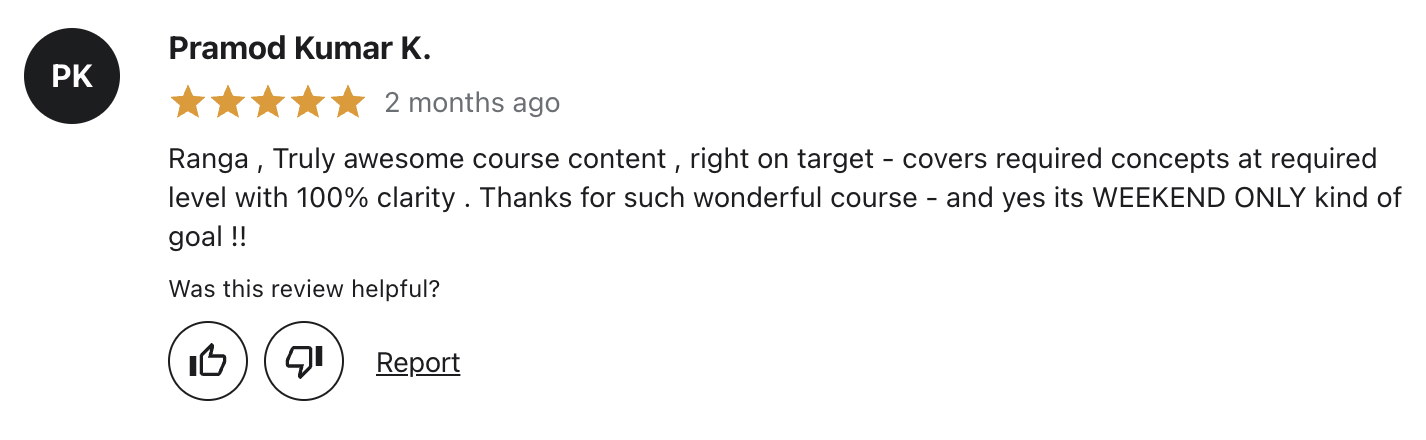 PK
Pramod Kumar K.
2 months ago
Ranga , Truly awesome course content , right on target - covers required concepts at required
level with 100% clarity . Thanks for such wonderful course - and yes its WEEKEND ONLY kind of
goal !!
Was this review helpful?
Report